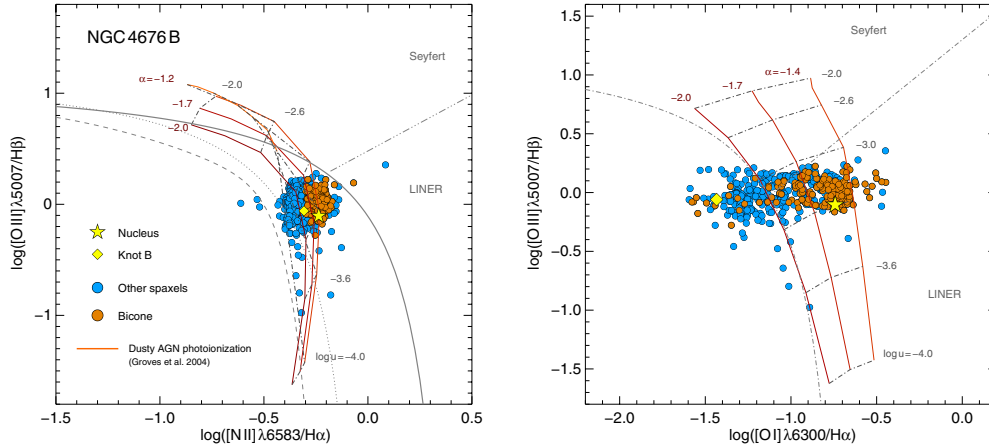 NGC 4676 B
Seyfert
α=−1.2
−2.0
−1.7
−2.6
−2.0
LINER
Nucleus
Knot B
Other spaxels
Bicone
Dusty AGN photoionization
(Groves et al. 2004)
−3.6
log u=−4.0
1
0
−1
−1.5
−1.0
−0.5
0.0
0.5
log([OIII]λ5007/Hβ)
log([NII]λ6583/Hα)
Seyfert
α=−1.4
−2.0
−1.7
−2.0
−2.6
−3.0
−3.6
LINER
log u=−4.0
1.5
1.0
0.5
0.0
−0.5
−1.0
−1.5
−2.0
−1.5
−1.0
−0.5
0.0
log([OIII]λ5007/Hβ)
log([OI]λ6300/Hα)